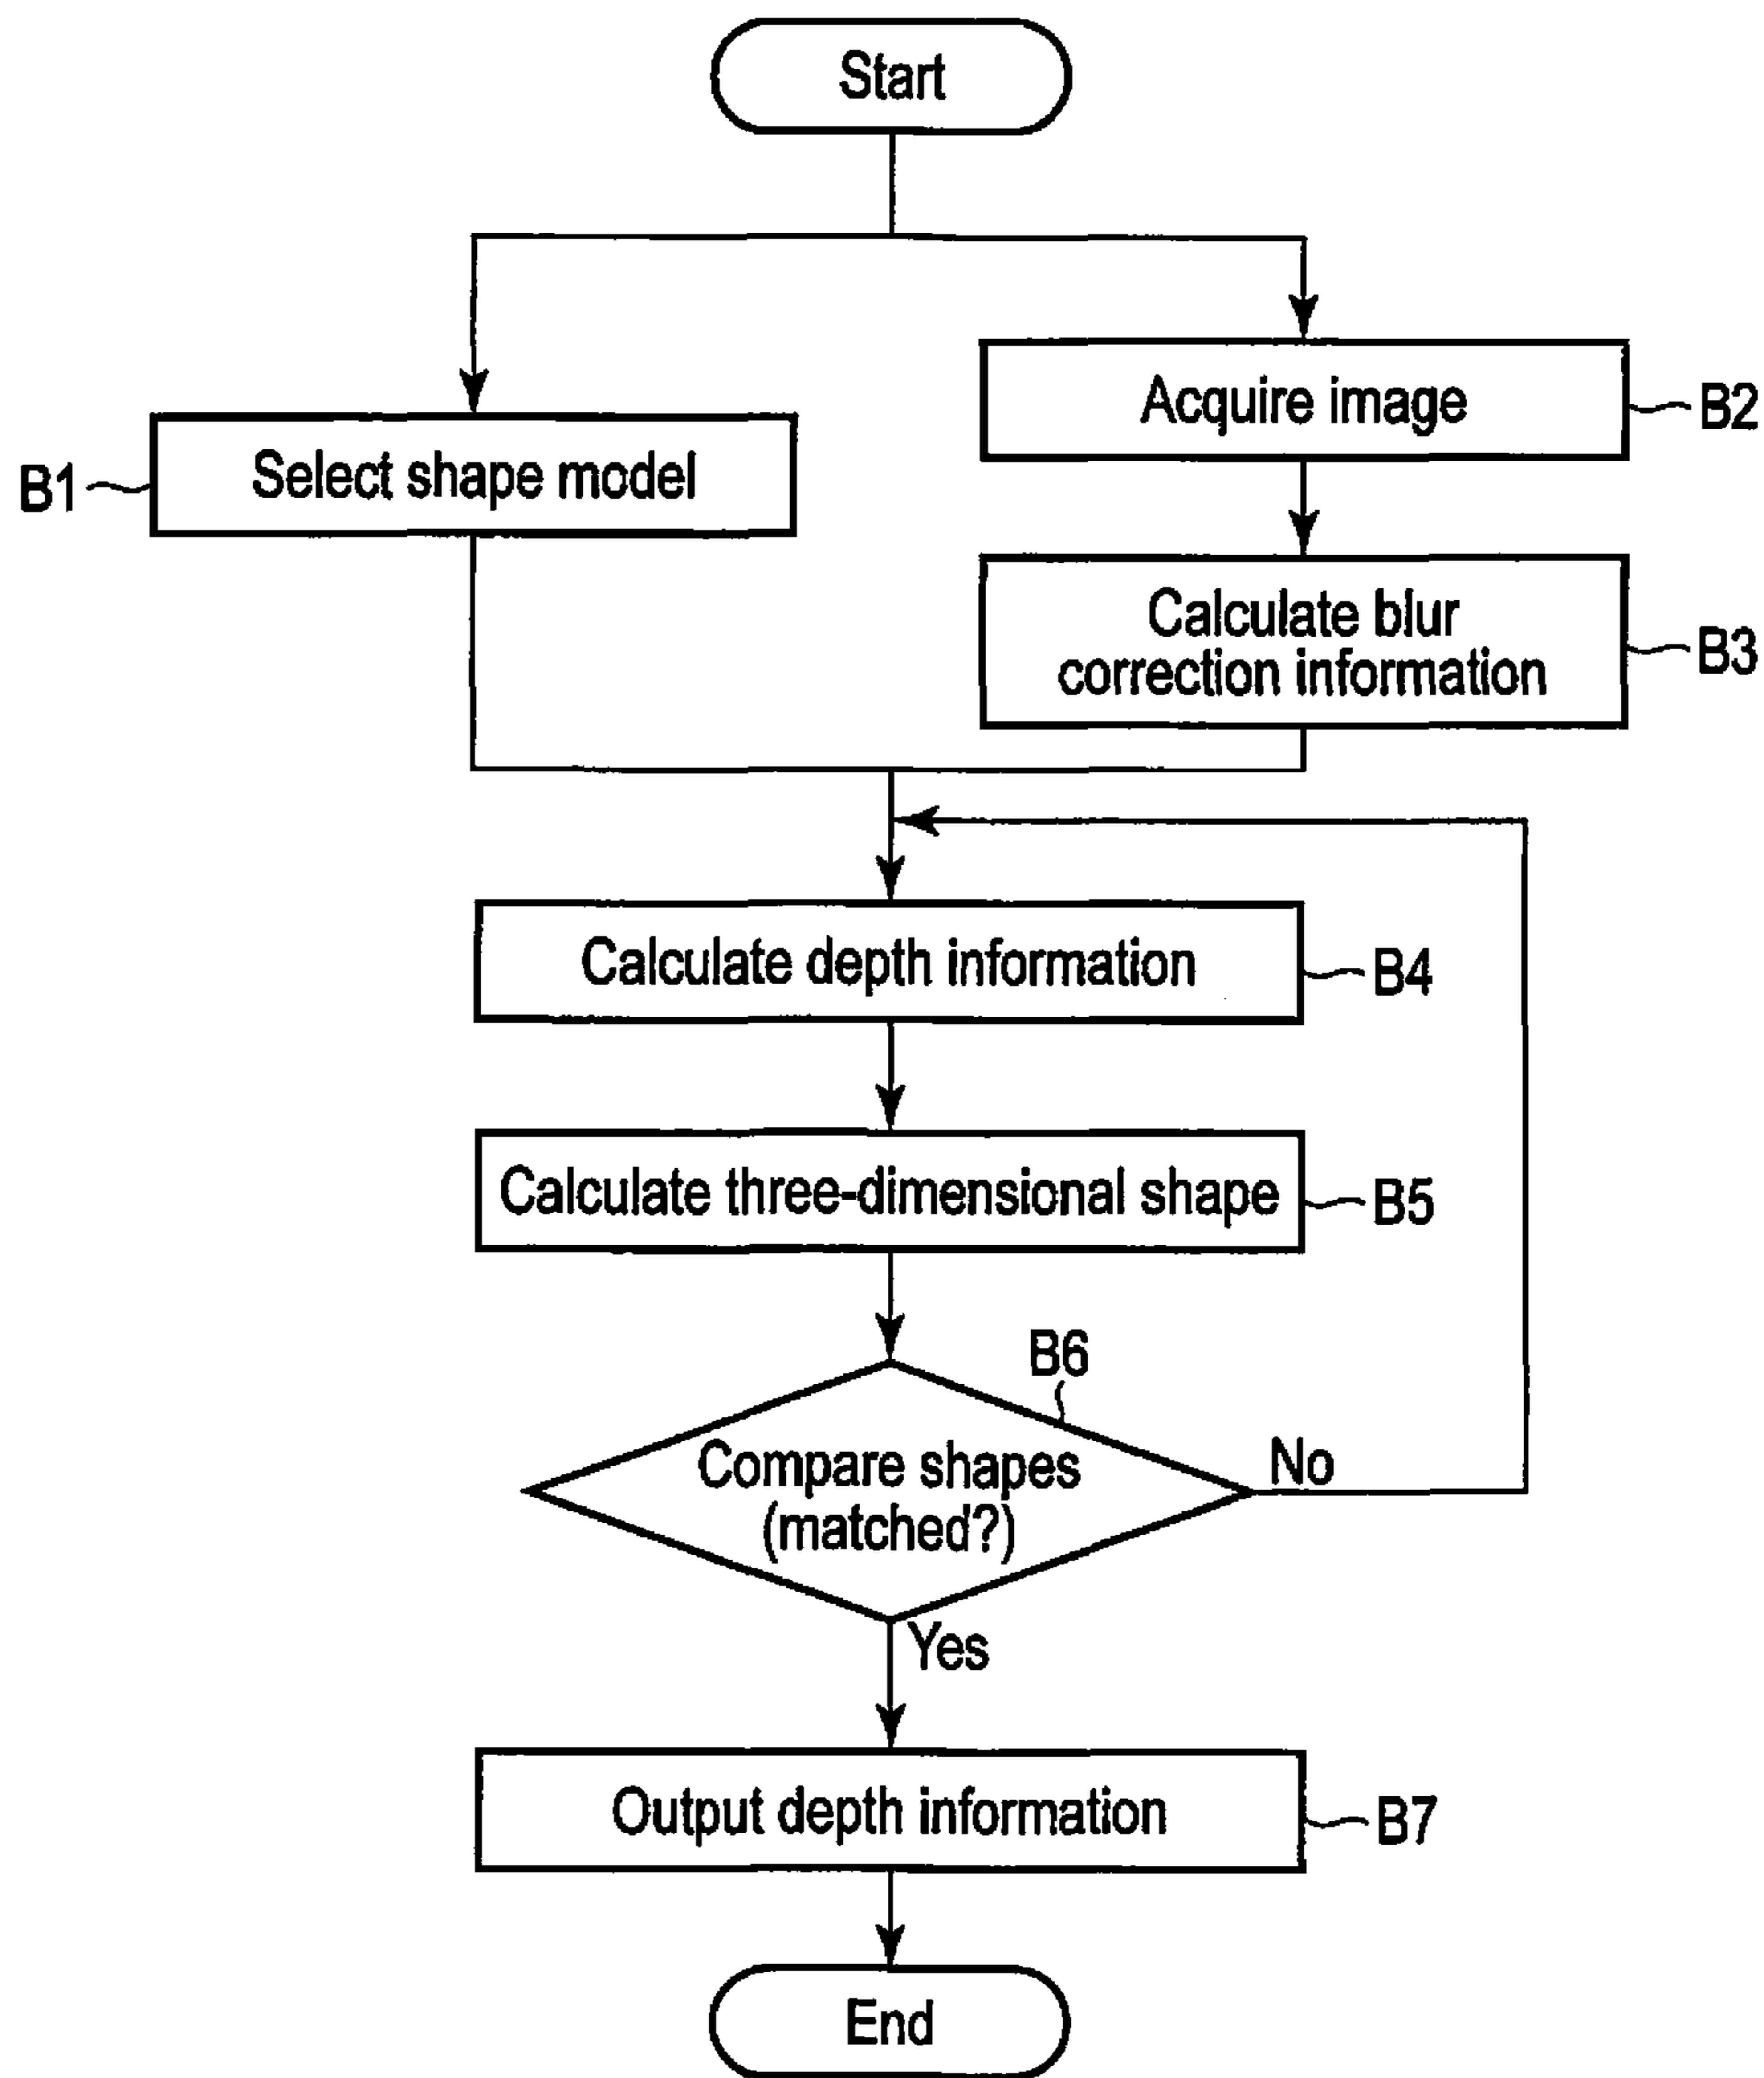 Start
Acquire image
B2
Select shape model
B1
Calculate blur
correction information
B3
Calculate depth information
B4
Calculate three-dimensional shape
B5
B6
Compare shapes
(matched?)
No
Yes
Output depth information
B7
End